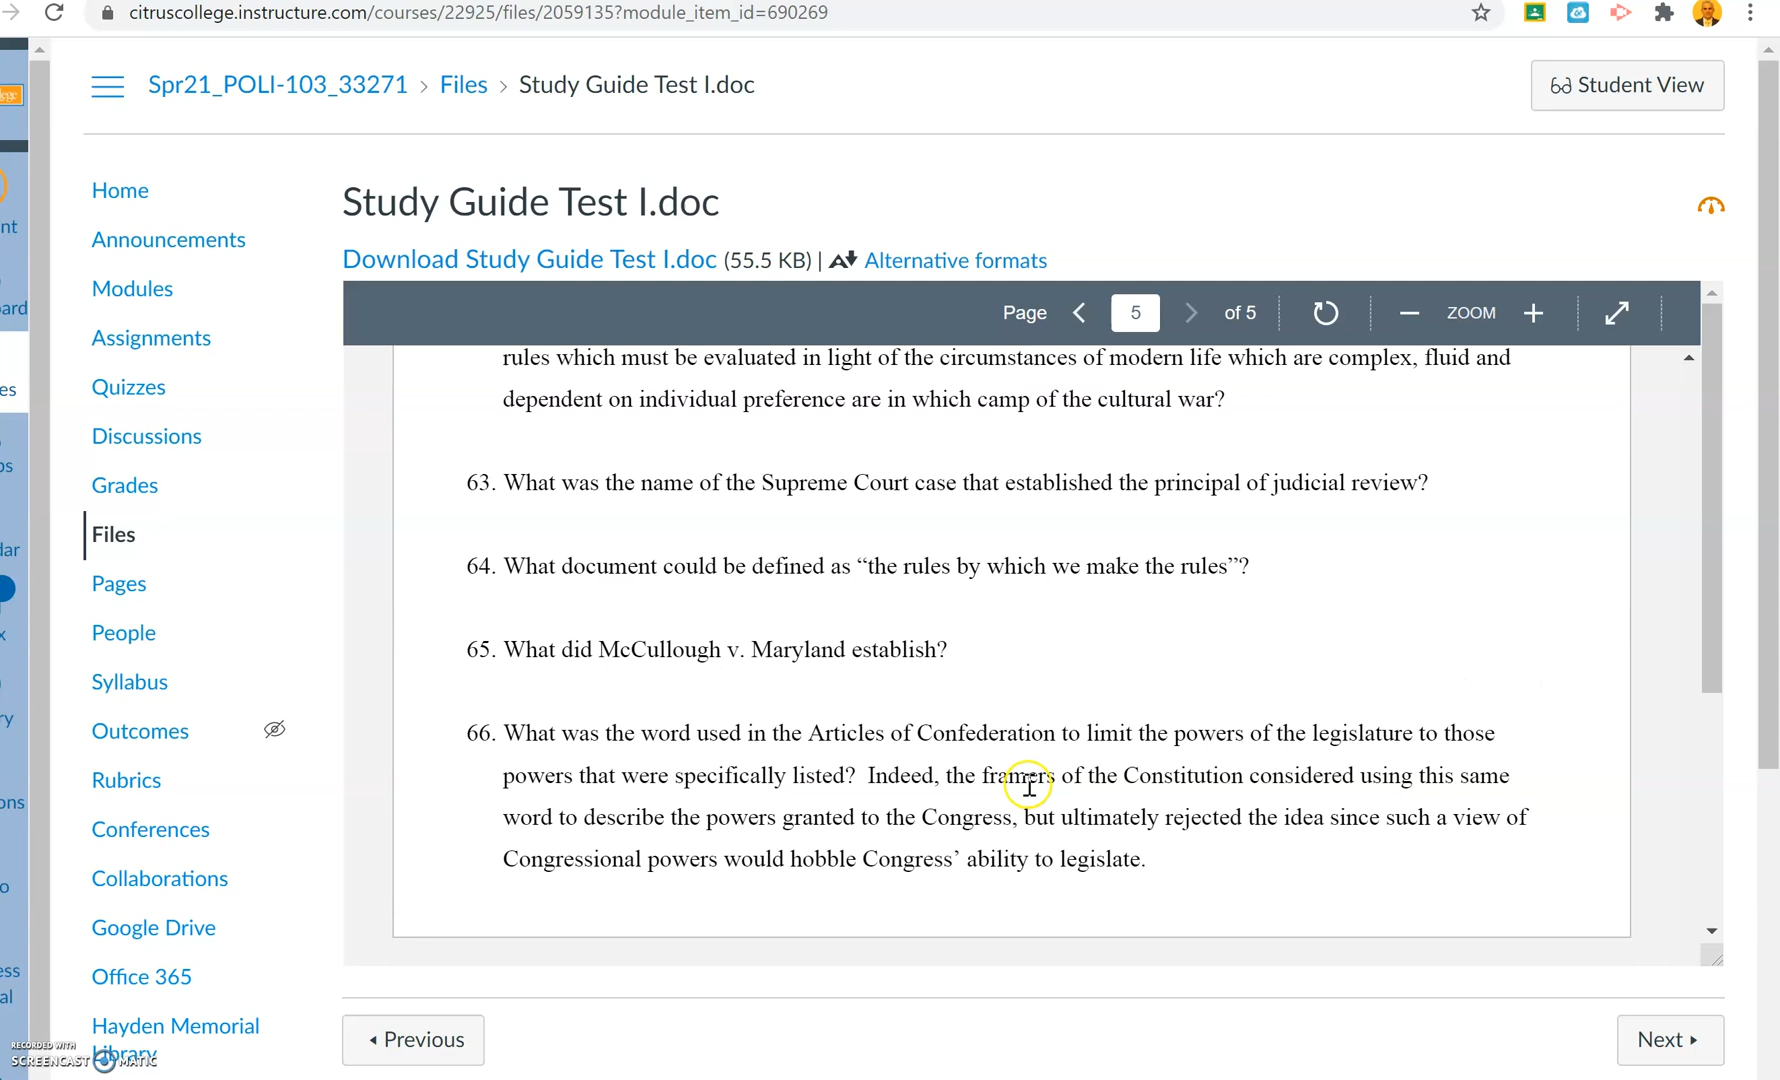 citruscollege.instructure.com/courses/22925/files/2059135?module_item_id=690269
Spr21_POLI-103_33271 > Files > Study Guide Test I.doc
Student View
Home
Announcements
Modules
Assignments
Quizzes
Discussions
Grades
Files
Pages
People
Syllabus
Outcomes
Rubrics
Conferences
Collaborations
Google Drive
Office 365
Hayden Memorial
Library
Study Guide Test I.doc
Download Study Guide Test I.doc (55.5 KB) | Alternative formats
Page 5 of 5 ZOOM
rules which must be evaluated in light of the circumstances of modern life which are complex, fluid and
dependent on individual preference are in which camp of the cultural war?
63. What was the name of the Supreme Court case that established the principal of judicial review?
64. What document could be defined as “the rules by which we make the rules”?
65. What did McCullough v. Maryland establish?
66. What was the word used in the Articles of Confederation to limit the powers of the legislature to those
powers that were specifically listed?  Indeed, the framers of the Constitution considered using this same
word to describe the powers granted to the Congress, but ultimately rejected the idea since such a view of
Congressional powers would hobble Congress’ ability to legislate.
Previous
Next
RECORDED WITH
SCREENCAST MATIC